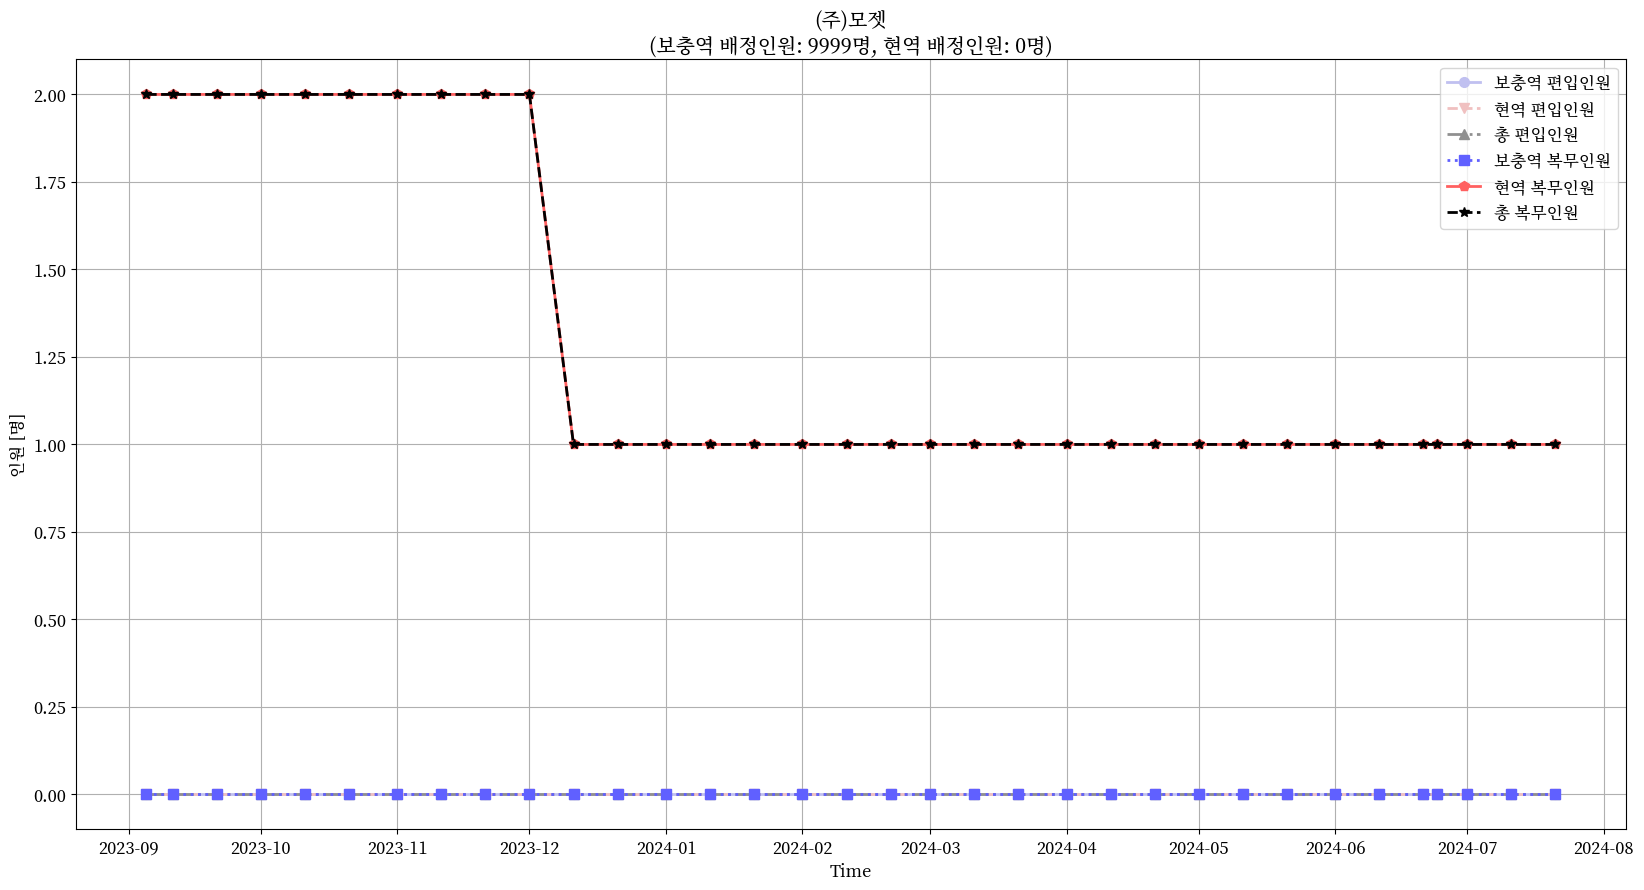 (주)모젯
(보충역 배정인원: 9999명, 현역 배정인원: 0명)
보충역 편입인원
현역 편입인원
총 편입인원
보충역 복무인원
현역 복무인원
총 복무인원
인원 [명]
2.00
1.75
1.50
1.25
1.00
0.75
0.50
0.25
0.00
2023-09 2023-10 2023-11 2023-12 2024-01 2024-02 2024-03 2024-04 2024-05 2024-06 2024-07 2024-08
Time